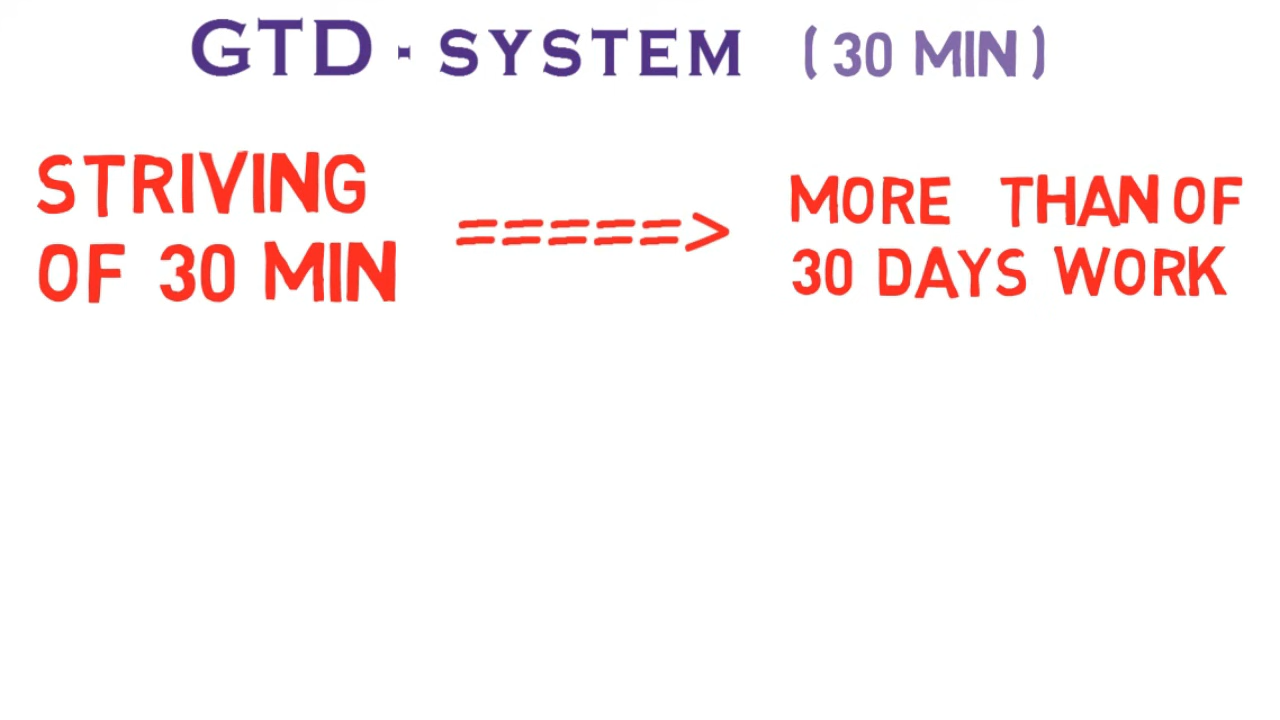 GTD · SYSTEM (30 MIN)
STRIVING
OF 30 MIN
=====>
MORE THAN OF
30 DAYS WORK